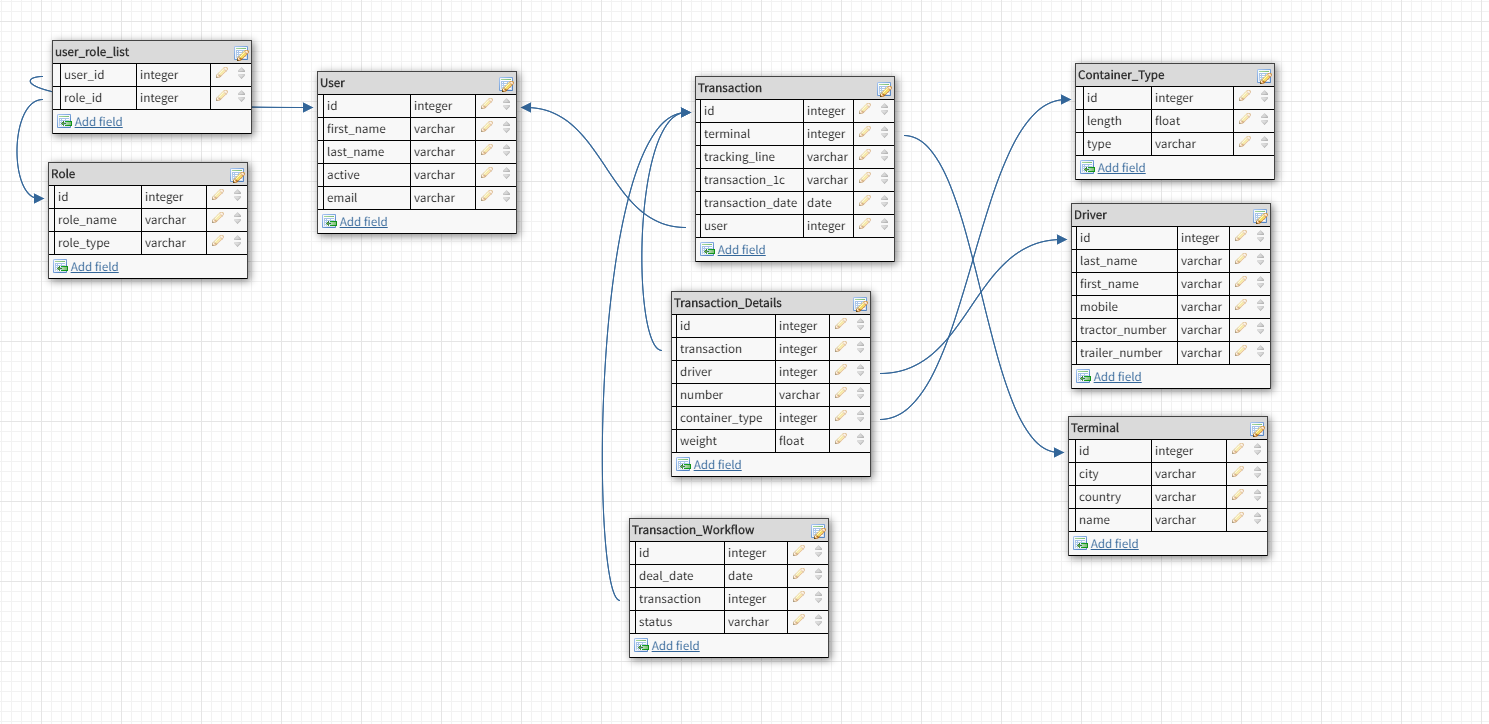 user_role_list
user_id integer
role_id integer
Add field
Role
id integer
role_name varchar
role_type varchar
Add field
User
id integer
first_name varchar
last_name varchar
active varchar
email varchar
Add field
Transaction
id integer
terminal integer
tracking_line varchar
transaction_1c varchar
transaction_date date
user integer
Add field
Transaction_Details
id integer
transaction integer
driver integer
number varchar
container_type integer
weight float
Add field
Transaction_Workflow
id integer
deal_date date
transaction integer
status varchar
Add field
Container_Type
id integer
length float
type varchar
Add field
Driver
id integer
last_name varchar
first_name varchar
mobile varchar
tractor_number varchar
trailer_number varchar
Add field
Terminal
id integer
city varchar
country varchar
name varchar
Add field